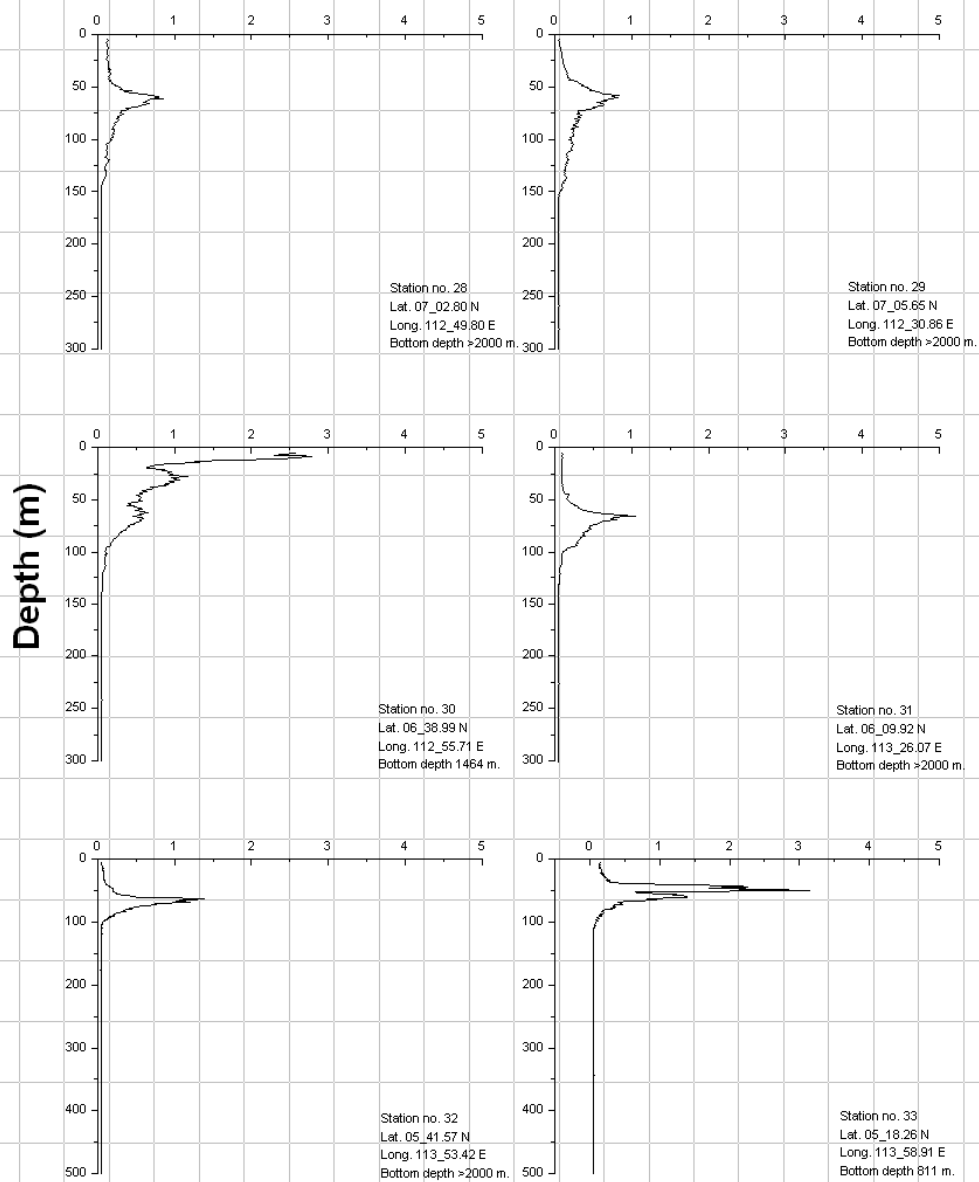 0 1 2 3 4 5
0
50
100
150
200
250
300
Station no. 28
Lat. 07_02.80 N
Long. 112_49.80 E
Bottom depth >2000 m.
0 1 2 3 4 5
0
50
100
150
200
250
300
Station no. 29
Lat. 07_05.65 N
Long. 112_30.86 E
Bottom depth >2000 m.
Depth (m)
0 1 2 3 4 5
0
50
100
150
200
250
300
Station no. 30
Lat. 06_38.99 N
Long. 112_55.71 E
Bottom depth 1464 m.
0 1 2 3 4 5
0
50
100
150
200
250
300
Station no. 31
Lat. 06_09.92 N
Long. 113_26.07 E
Bottom depth >2000 m.
0 1 2 3 4 5
0
100
200
300
400
500
Station no. 32
Lat. 05_41.57 N
Long. 113_53.42 E
Bottom depth >2000 m.
0 1 2 3 4 5
0
100
200
300
400
500
Station no. 33
Lat. 05_18.26 N
Long. 113_58.91 E
Bottom depth 811 m.